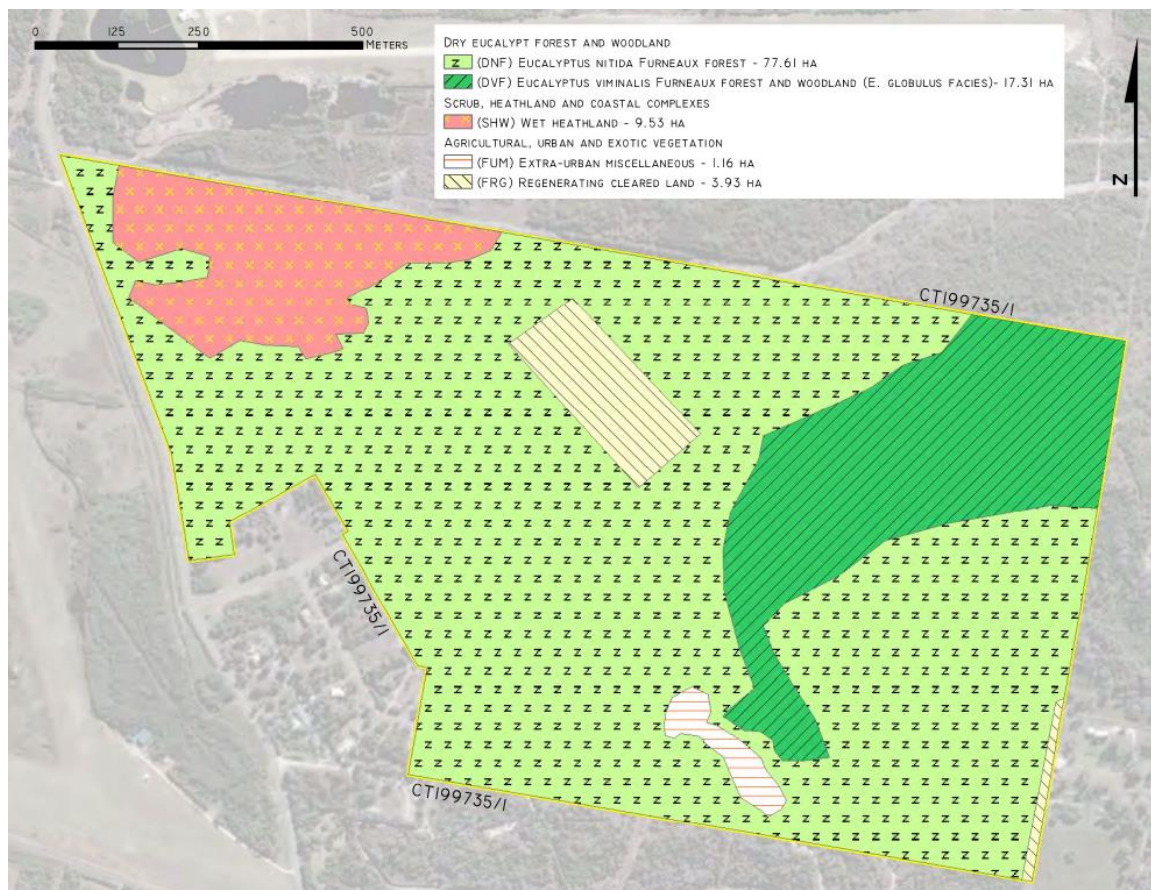 0 125 250 500
METERS
DRY EUCALYPT FOREST AND WOODLAND
Z (DNF) EUCALYPTUS NITIDA FURNEAUX FOREST - 77.61 HA
(DVF) EUCALYPTUS VIMINALIS FURNEAUX FOREST AND WOODLAND (E. GLOBULUS FACIES)- 17.31 HA
SCRUB, HEATHLAND AND COASTAL COMPLEXES
(SHW) WET HEATHLAND - 9.53 HA
AGRICULTURAL, URBAN AND EXOTIC VEGETATION
(FUM) EXTRA-URBAN MISCELLANEOUS - 1.16 HA
(FRG) REGENERATING CLEARED LAND - 3.93 HA
N
CT199735/1
CT199735/1
CT199735/1